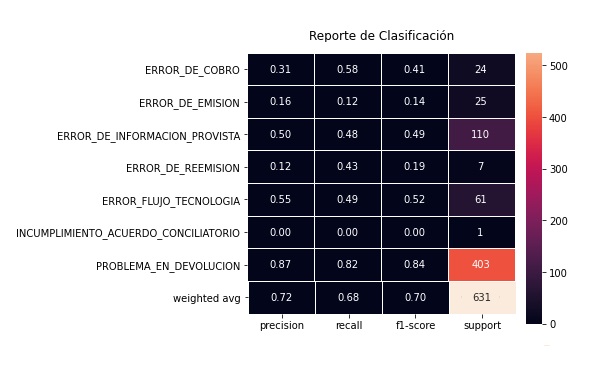 Reporte de Clasificación
ERROR_DE_COBRO 0.31 0.58 0.41 24
ERROR_DE_EMISION 0.16 0.12 0.14 25
ERROR_DE_INFORMACION_PROVISTA 0.50 0.48 0.49 110
ERROR_DE_REEMISION 0.12 0.43 0.19 7
ERROR_FLUJO_TECNOLOGIA 0.55 0.49 0.52 61
INCUMPLIMIENTO_ACUERDO_CONCILIATORIO 0.00 0.00 0.00 1
PROBLEMA_EN_DEVOLUCION 0.87 0.82 0.84 403
weighted avg 0.72 0.68 0.70 631
precision recall f1-score support
500
400
300
200
100
0